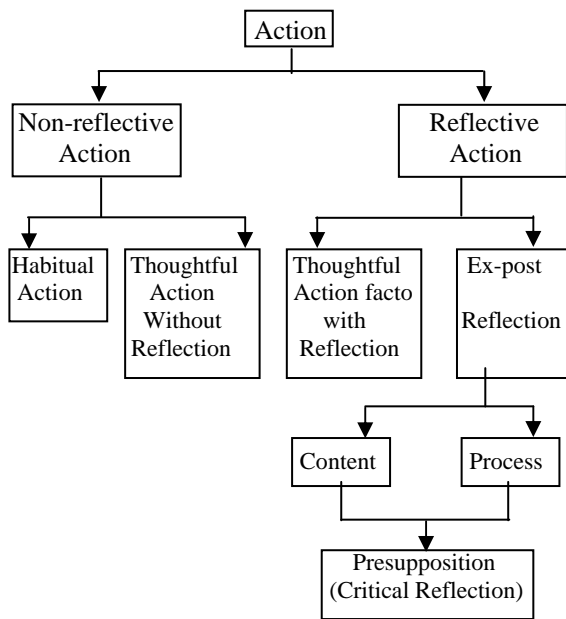 Action
Non-reflective
Action
Reflective
Action
Habitual
Action
Thoughtful
Action
Without
Reflection
Thoughtful
Action facto
with
Reflection
Ex-post
Reflection
Content
Process
Presupposition
(Critical Reflection)